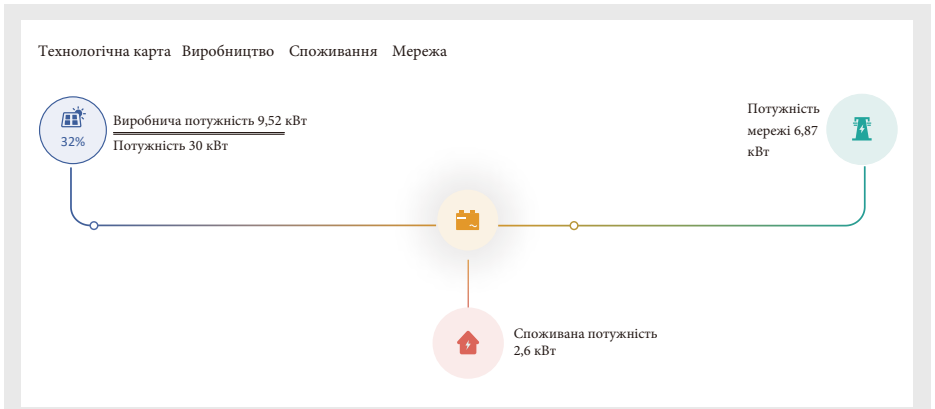 Технологічна карта Виробництво Споживання Мережа
32%
Виробнича потужність 9,52 кВт
Потужність 30 кВт
Потужність
мережі 6,87
кВт
Споживана потужність
2,6 кВт